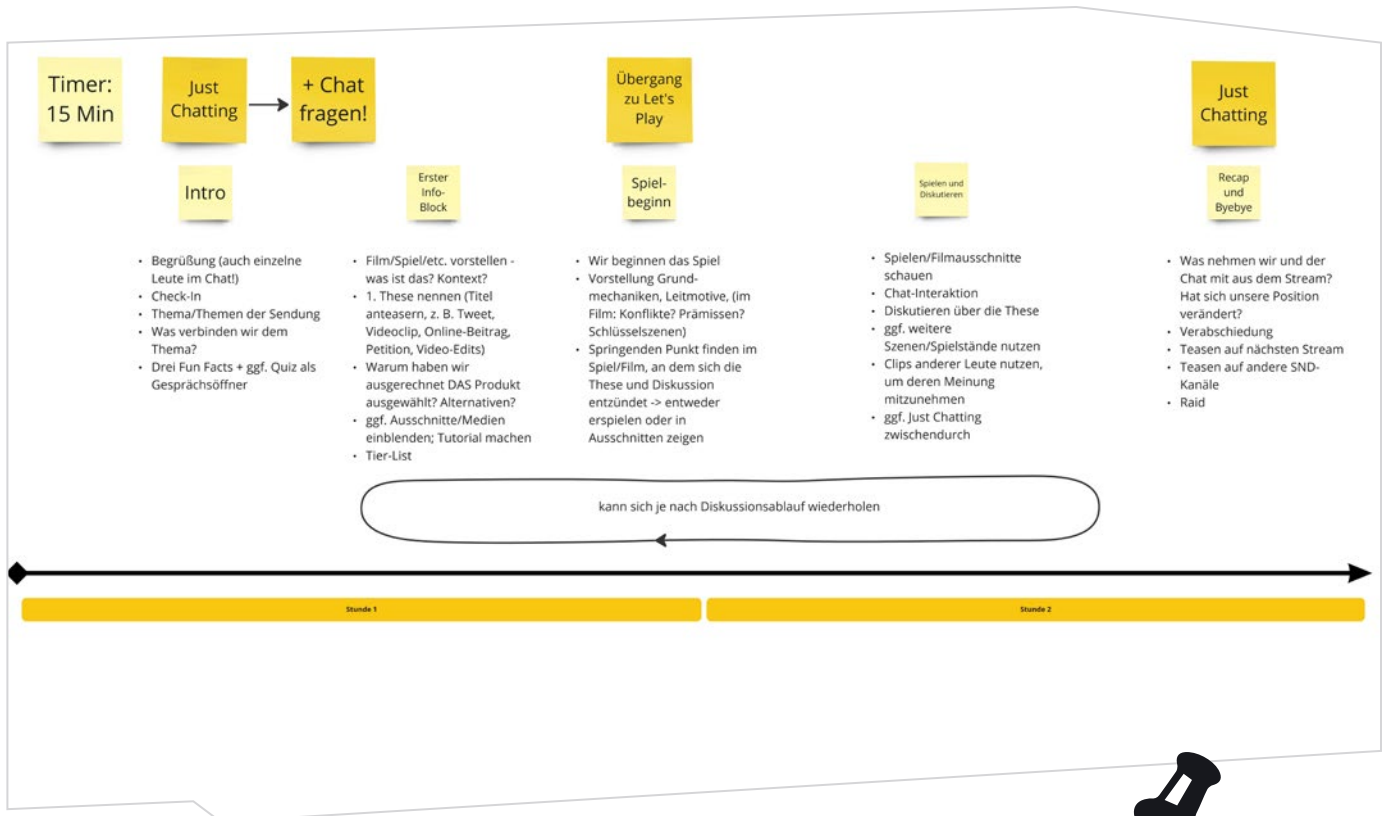 Timer:
15 Min
Just
Chatting
+ Chat
fragen!
Übergang
zu Let's
Play
Just
Chatting
Intro
Erster
Info-
Block
Spiel-
beginn
Spielen und
Diskutieren
Recap
und
Byebye
• Begrüßung (auch einzelne
Leute im Chat!)
• Check-In
• Thema/Themen der Sendung
• Was verbinden wir dem
Thema?
• Drei Fun Facts + ggf. Quiz als
Gesprächsöffner
• Film/Spiel/etc. vorstellen -
was ist das? Kontext?
• 1. These nennen (Titel
anteasern, z. B. Tweet,
Videoclip, Online-Beitrag,
Petition, Video-Edits)
• Warum haben wir
ausgerechnet DAS Produkt
ausgewählt? Alternativen?
• ggf. Ausschnitte/Medien
einblenden; Tutorial machen
• Tier-List
• Wir beginnen das Spiel
• Vorstellung Grund-
mechaniken, Leitmotive, (im
Film: Konflikte? Prämissen?
Schlüsselszenen)
• Springenden Punkt finden im
Spiel/Film, an dem sich die
These und Diskussion
entzündet -> entweder
erspielen oder in
Ausschnitten zeigen
• Spielen/Filmausschnitte
schauen
• Chat-Interaktion
• Diskutieren über die These
• ggf. weitere
Szenen/Spielstände nutzen
• Clips anderer Leute nutzen,
um deren Meinung
mitzunehmen
• ggf. Just Chatting
zwischendurch
• Was nehmen wir und der
Chat mit aus dem Stream?
Hat sich unsere Position
verändert?
• Verabschiedung
• Teasen auf nächsten Stream
• Teasen auf andere SND-
Kanäle
• Raid
kann sich je nach Diskussionsablauf wiederholen
Stunde 1
Stunde 2